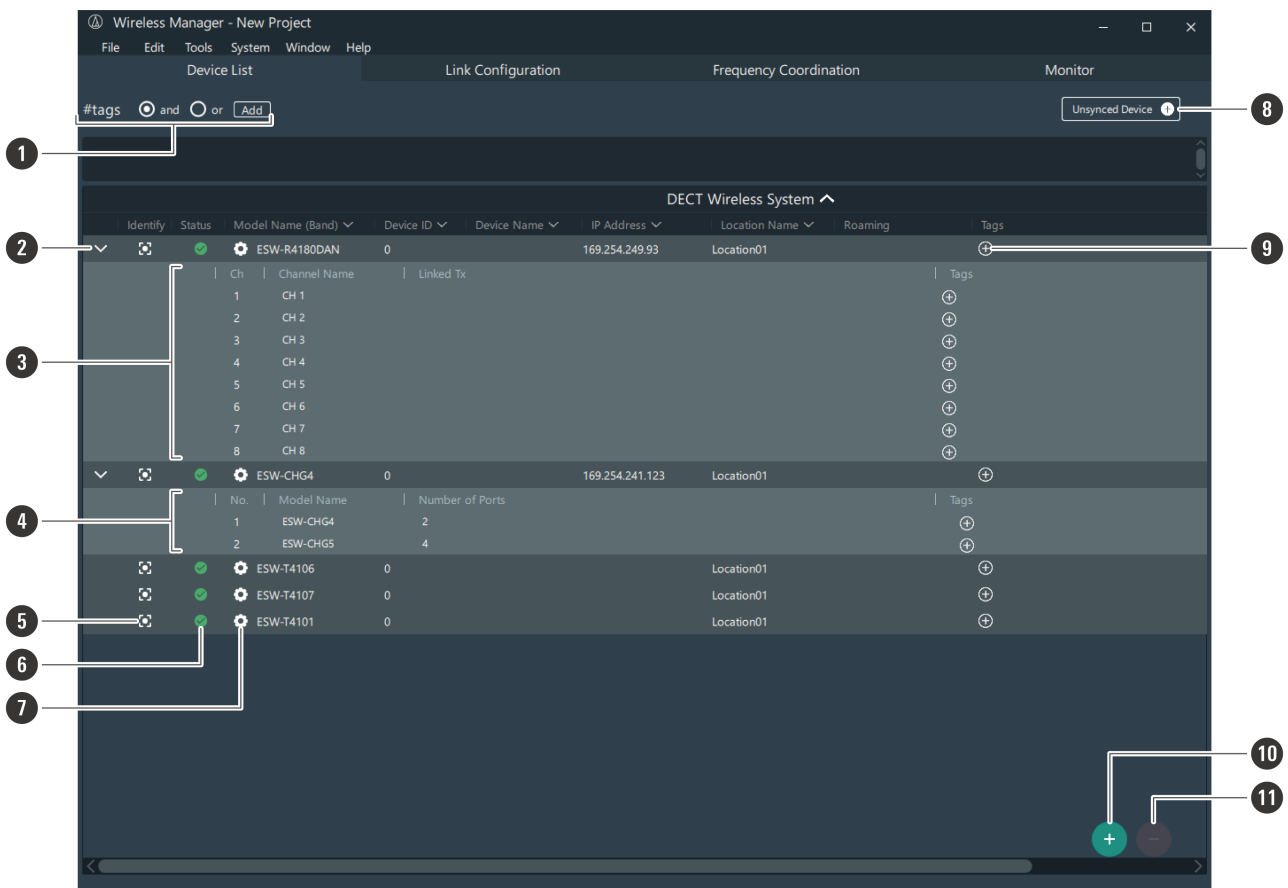 Wireless Manager - New Project
File Edit Tools System Window Help
Device List Link Configuration Frequency Coordination Monitor
#tags and or Add Unsynced Device
8
1
DECT Wireless System
Identify Status Model Name (Band) Device ID Device Name IP Address Location Name Roaming Tags
2 ESW-R4180DAN 0 169.254.249.93 Location01 9
Ch Channel Name Linked Tx Tags
1 CH 1
2 CH 2
3 CH 3
3
4 CH 4
5 CH 5
6 CH 6
7 CH 7
8 CH 8
ESW-CHG4 0 169.254.241.123 Location01
No. Model Name Number of Ports Tags
4
1 ESW-CHG4 2
2 ESW-CHG5 4
ESW-T4106 0 Location01
ESW-T4107 0 Location01
5 ESW-T4101 0 Location01
6
7
10
11